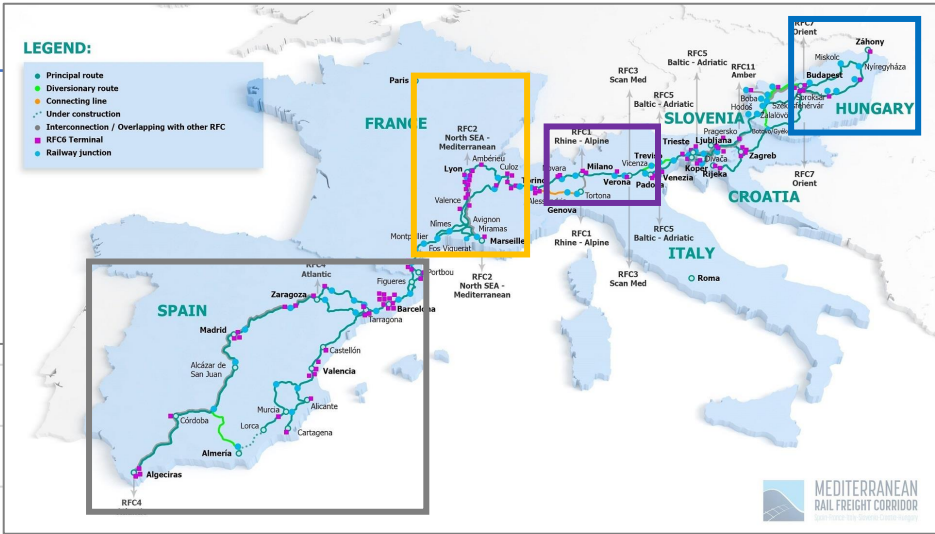 LEGEND:
Principal route
Diversionary route
Connecting line
Under construction
Interconnection / Overlapping with other RFC
RFC6 Terminal
Railway junction
Paris
FRANCE
RFC2
North SEA -
Mediterranean
Ambérieu
Lyon
Culoz
Valence
Avignon
Nîmes
Miramas
Montpellier
Marseille
Fos Viguerat
RFC2
North SEA -
Mediterranean
RFC1
Rhine - Alpine
Milano
Vicenza
Verona
Tortona
Genova
Padova
Treviso
Venezia
Trieste
RFC1
Rhine - Alpine
RFC3
Scan Med
RFC5
Baltic - Adriatic
RFC5
Baltic - Adriatic
RFC11
Amber
RFC7
Orient
Záhony
Miskolc
Nyíregyháza
Budapest
Boba
Hodoš
HUNGARY
SLOVENIA
Pragersko
Ljubljana
Divača
Zagreb
Koper
Rijeka
CROATIA
RFC7
Orient
RFC5
Baltic - Adriatic
RFC3
Scan Med
ITALY
Roma
RFC4
Atlantic
Portbou
Figueres
SPAIN
Zaragoza
Barcelona
Tarragona
Madrid
Castellón
Alcázar de
San Juan
Valencia
Murcia
Alicante
Córdoba
Lorca
Cartagena
Almería
Algeciras
RFC4
MEDITERRANEAN
RAIL FREIGHT CORRIDOR